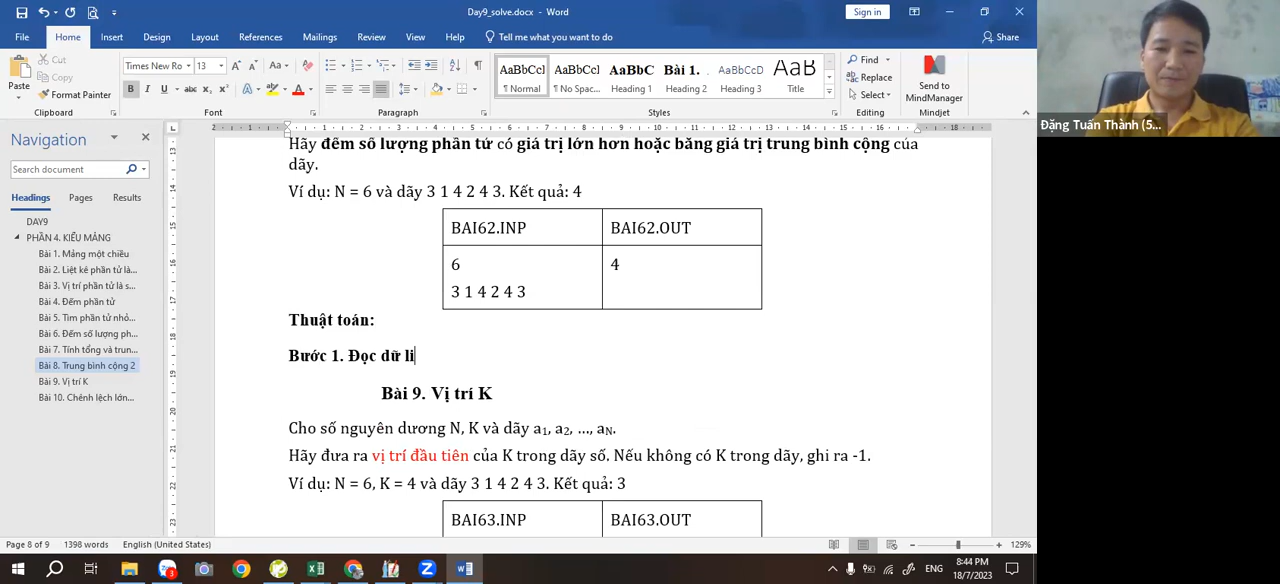 Day9_solve.docx - Word
Sign in
File Home Insert Design Layout References Mailings Review View Help Tell me what you want to do Share
Paste
Cut
Copy
Format Painter
Clipboard
Times New Ro 13
Font
Paragraph
AaBbCcI AaBbCcI AaBbC Bài 1. AaBbCcD AaB
¶ Normal ¶ No Spac... Heading 1 Heading 2 Heading 3 Title
Styles
Find
Replace
Select
Editing
Send to
MindManager
Mindjet
Navigation
Search document
Headings Pages Results
DAY9
PHẦN 4. KIỂU MẢNG
Bài 1. Mảng một chiều
Bài 2. Liệt kê phần tử là...
Bài 3. Vị trí phần tử là s...
Bài 4. Đếm phần tử
Bài 5. Tìm phần tử nhỏ...
Bài 6. Đếm số lượng ph...
Bài 7. Tính tổng và trun...
Bài 8. Trung bình cộng 2
Bài 9. Vị trí K
Bài 10. Chênh lệch lớn...
Hãy đếm số lượng phần tử có giá trị lớn hơn hoặc bằng giá trị trung bình cộng của
dãy.
Ví dụ: N = 6 và dãy 3 1 4 2 4 3. Kết quả: 4
BAI62.INP BAI62.OUT
6 4
3 1 4 2 4 3
Thuật toán:
Bước 1. Đọc dữ li
Bài 9. Vị trí K
Cho số nguyên dương N, K và dãy a1, a2, ..., aN.
Hãy đưa ra vị trí đầu tiên của K trong dãy số. Nếu không có K trong dãy, ghi ra -1.
Ví dụ: N = 6, K = 4 và dãy 3 1 4 2 4 3. Kết quả: 3
BAI63.INP BAI63.OUT
Đặng Tuấn Thành (5...
Page 8 of 9 1398 words English (United States)
129%
ENG
8:44 PM
18/7/2023